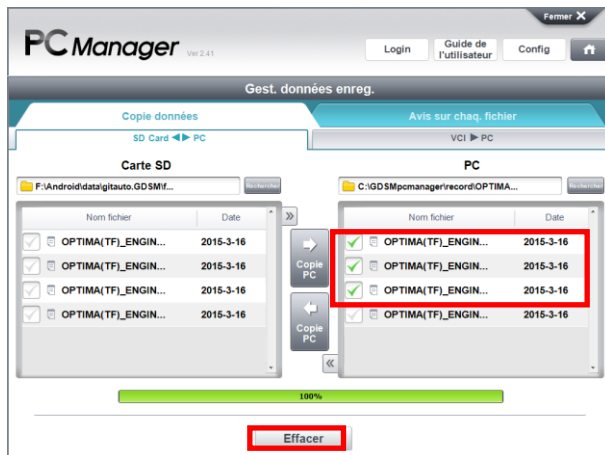 Fermer X
PC Manager Ver 2.41
Login
Guide de
l'utilisateur
Config
Gest. données enreg.
Copie données
Avis sur chaq. fichier
SD Card ◀▶ PC
VCI ▶ PC
Carte SD
PC
F:\Android\data\gitauto.GDSM\f...
Rechercher
C:\GDSMpcmanager\record\OPTIMA...
Rechercher
Nom fichier Date
OPTIMA(TF)_ENGIN... 2015-3-16
OPTIMA(TF)_ENGIN... 2015-3-16
OPTIMA(TF)_ENGIN... 2015-3-16
OPTIMA(TF)_ENGIN... 2015-3-16
»
Copie
PC
Copie
PC
«
Nom fichier Date
OPTIMA(TF)_ENGIN... 2015-3-16
OPTIMA(TF)_ENGIN... 2015-3-16
OPTIMA(TF)_ENGIN... 2015-3-16
OPTIMA(TF)_ENGIN... 2015-3-16
100%
Effacer